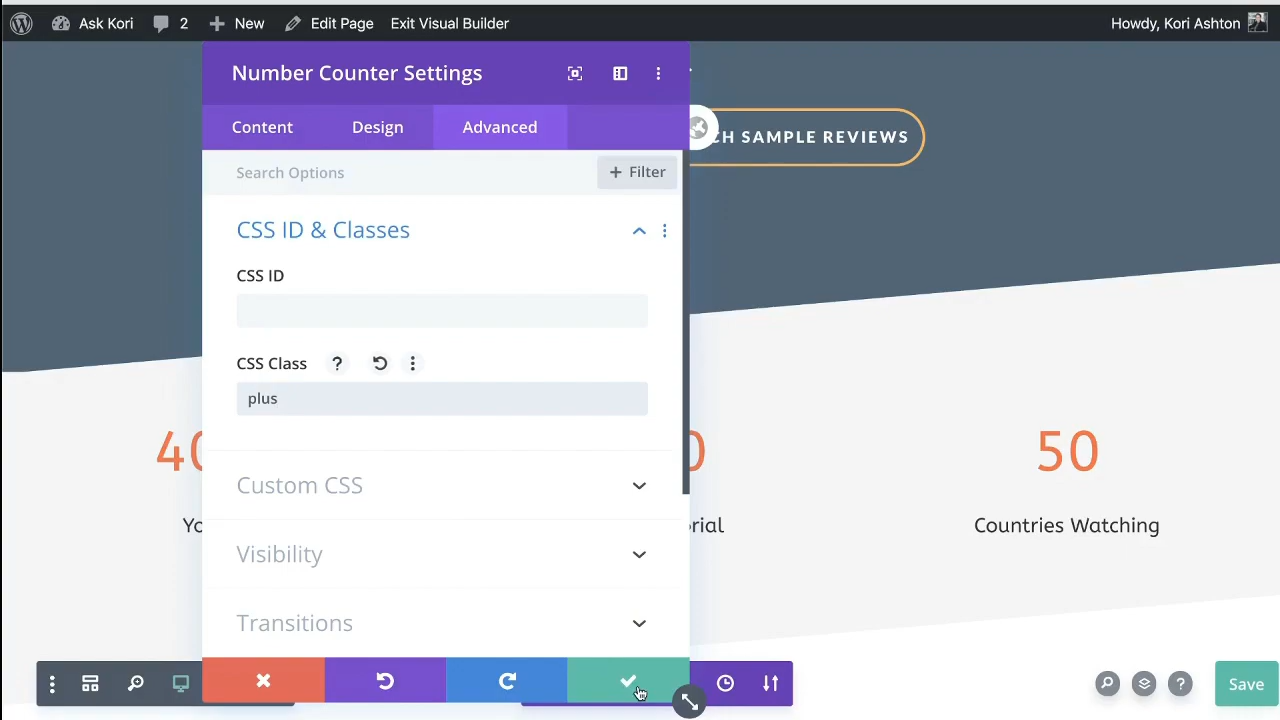 Ask Kori 2 New Edit Page Exit Visual Builder Howdy, Kori Ashton
Number Counter Settings
Content Design Advanced
CH SAMPLE REVIEWS
Search Options
+ Filter
CSS ID & Classes
CSS ID
CSS Class ?
plus
40 0 50
Custom CSS
Yo rial Countries Watching
Visibility
Transitions
? Save